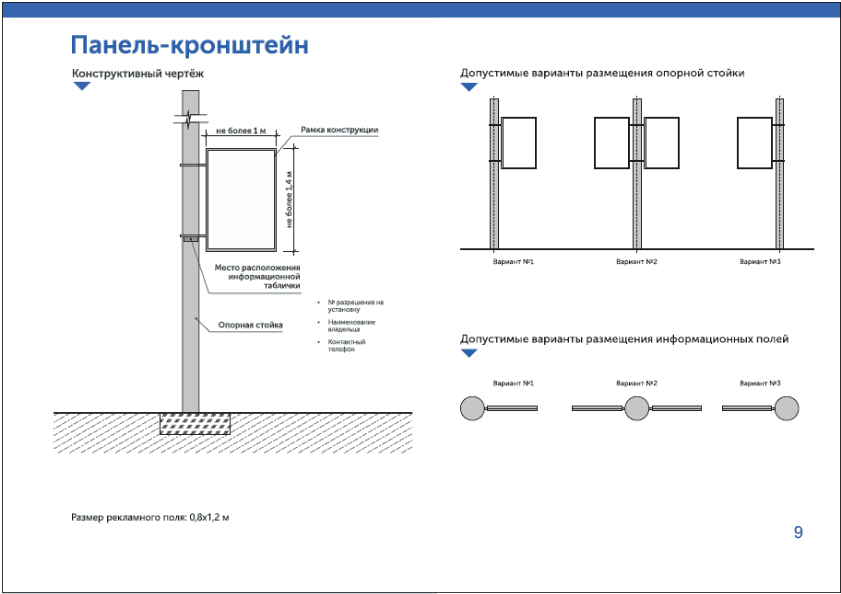 Панель-кронштейн
Конструктивный чертёж
не более 1 м
Рамка конструкции
не более 1,4 м
Место расположения
информационной
таблички
• № разрешения на
установку
• Наименование
владельца
• Контактный
телефон
Опорная стойка
Размер рекламного поля: 0,8х1,2 м
Допустимые варианты размещения опорной стойки
Вариант №1
Вариант №2
Вариант №3
Допустимые варианты размещения информационных полей
Вариант №1
Вариант №2
Вариант №3
9